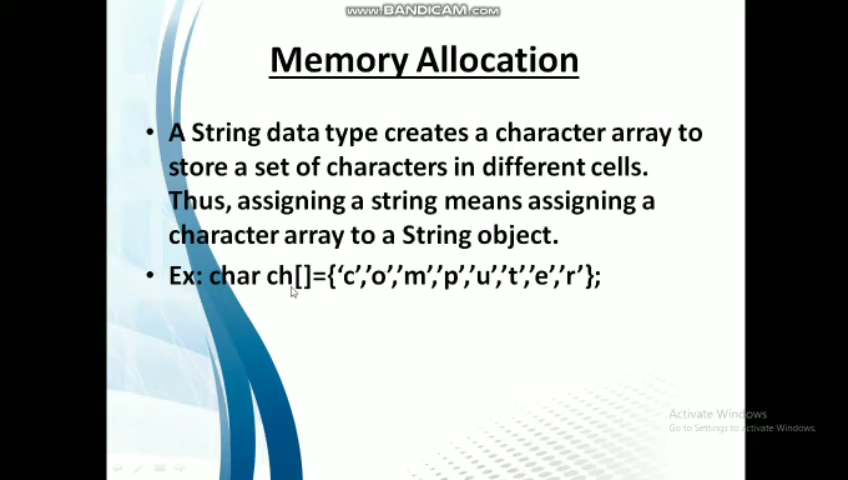 www.BANDICAM.com
Memory Allocation
• A String data type creates a character array to
store a set of characters in different cells.
Thus, assigning a string means assigning a
character array to a String object.
• Ex: char ch[]={‘c’,’o’,’m’,’p’,’u’,’t’,’e’,’r’};
Activate Windows
Go to Settings to activate Windows.